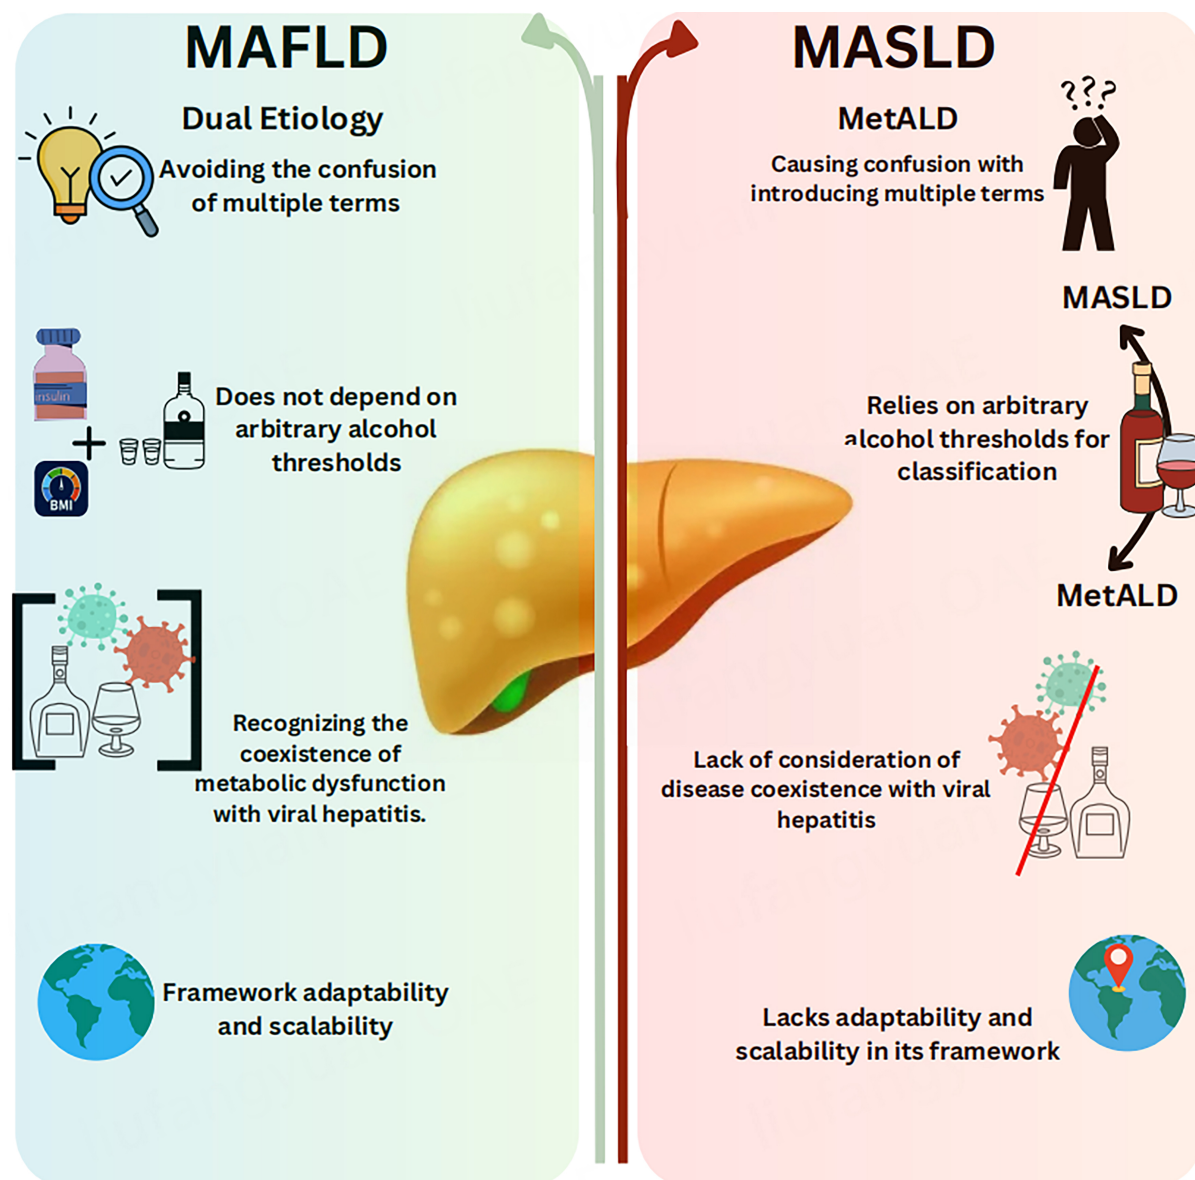 MAFLD
Dual Etiology
Avoiding the confusion
of multiple terms
insulin
BMI
Does not depend on
arbitrary alcohol
thresholds
Recognizing the
coexistence of
metabolic dysfunction
with viral hepatitis.
Framework adaptability
and scalability
MASLD
MetALD
Causing confusion with
introducing multiple terms
???
MASLD
Relies on arbitrary
alcohol thresholds for
classification
MetALD
Lack of consideration of
disease coexistence with viral
hepatitis
Lacks adaptability and
scalability in its framework